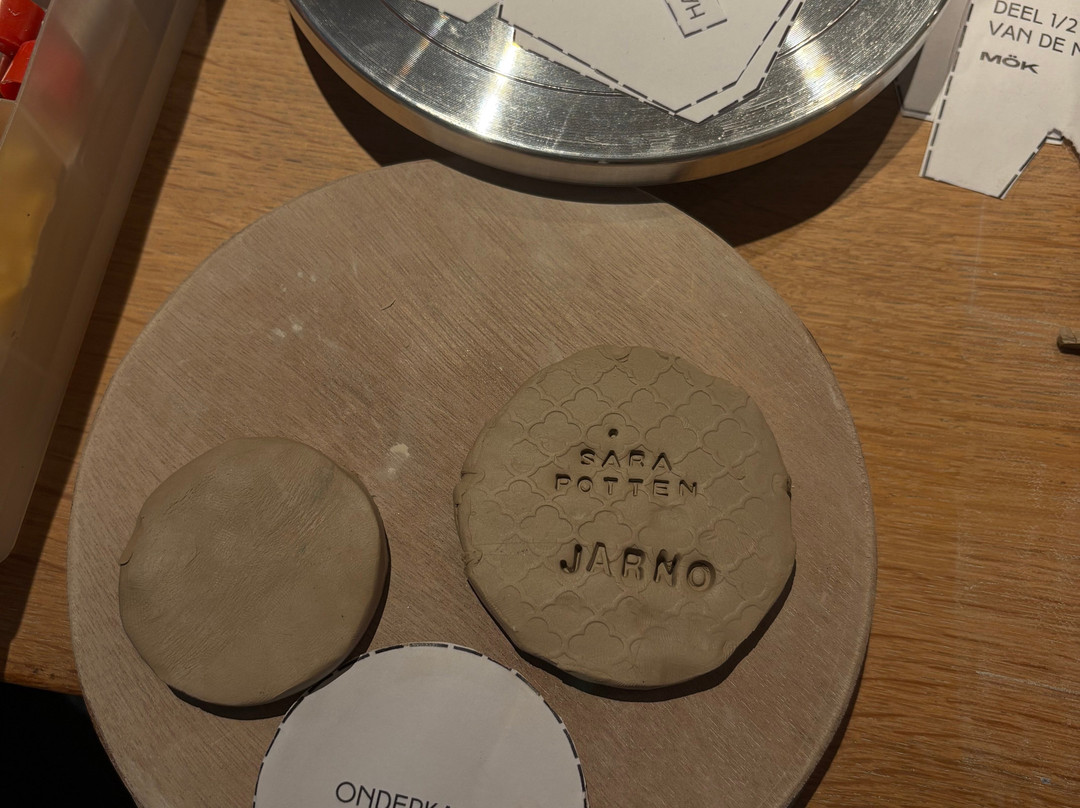 DEEL 1/2
VAN DE
MÖK
SARA
POTTEN
JARNO